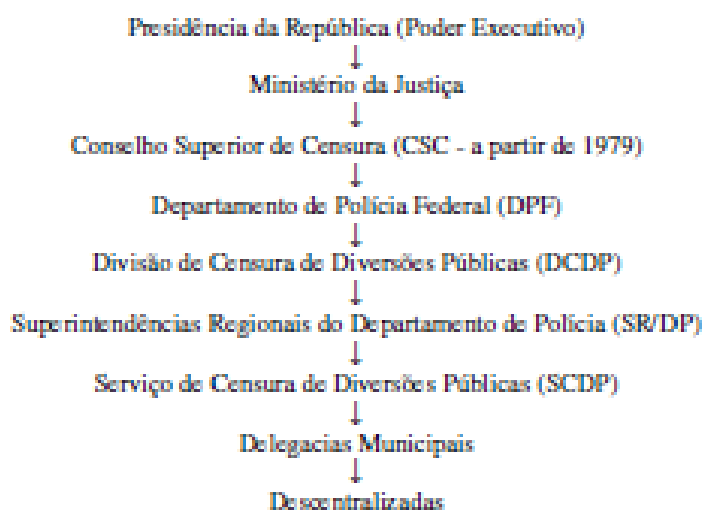 Presidência da República (Poder Executivo)
↓
Ministério da Justiça
↓
Conselho Superior de Censura (CSC - a partir de 1979)
↓
Departamento de Polícia Federal (DPF)
↓
Divisão de Censura de Diversões Públicas (DCDP)
↓
Superintendências Regionais do Departamento de Polícia (SR/DP)
↓
Serviço de Censura de Diversões Públicas (SCDP)
↓
Delegacias Municipais
↓
Descentralizadas